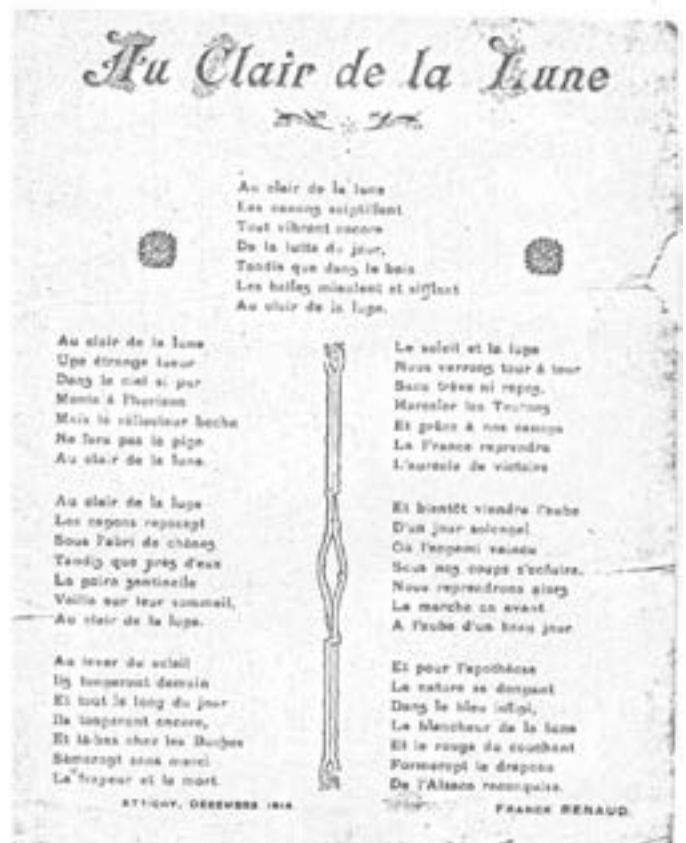 Au Clair de la Lune
Au clair de la lune
Les canons scintillent
Tout vibrant encore
De la lutte du jour,
Tandis que dans le bois
Les balles miaulent et sifflent
Au clair de la lune.
Au clair de la lune
Une étrange lueur
Dans le ciel si pur
Monte à l'horizon
Mais le réflecteur boche
Ne fera pas la pige
Au clair de la lune.
Au clair de la lune
Les canons reposent
Sous l'abri de chênes
Tandis que près d'eux
La noire sentinelle
Veille sur leur sommeil,
Au clair de la lune.
Au lever du soleil
Ils tonneront demain
Et tout le long du jour
Ils tonneront encore,
Et là-bas chez les Boches
Sèmeront sans merci
La frayeur et la mort.
ATTICHY, DÉCEMBRE 1914
Le soleil et la lune
Nous verrons tour à tour
Sans trève ni repos,
Harceler les Teutons
Et grâce à nos canons
La France reprendra
L'auréole de victoire
Et bientôt viendra l'aube
D'un jour solennel
Où l'ennemi vaincu
Sous nos coups
Nous reprendrons alors
La marche en avant
A l'aube d'un beau jour
Et pour l'apothéose
La nature se donnant
Dans le bleu infini,
La blancheur de la lune
Et le rouge du couchant
Formeront le drapeau
De l'Alsace reconquise.
FRANCK RENAUD.